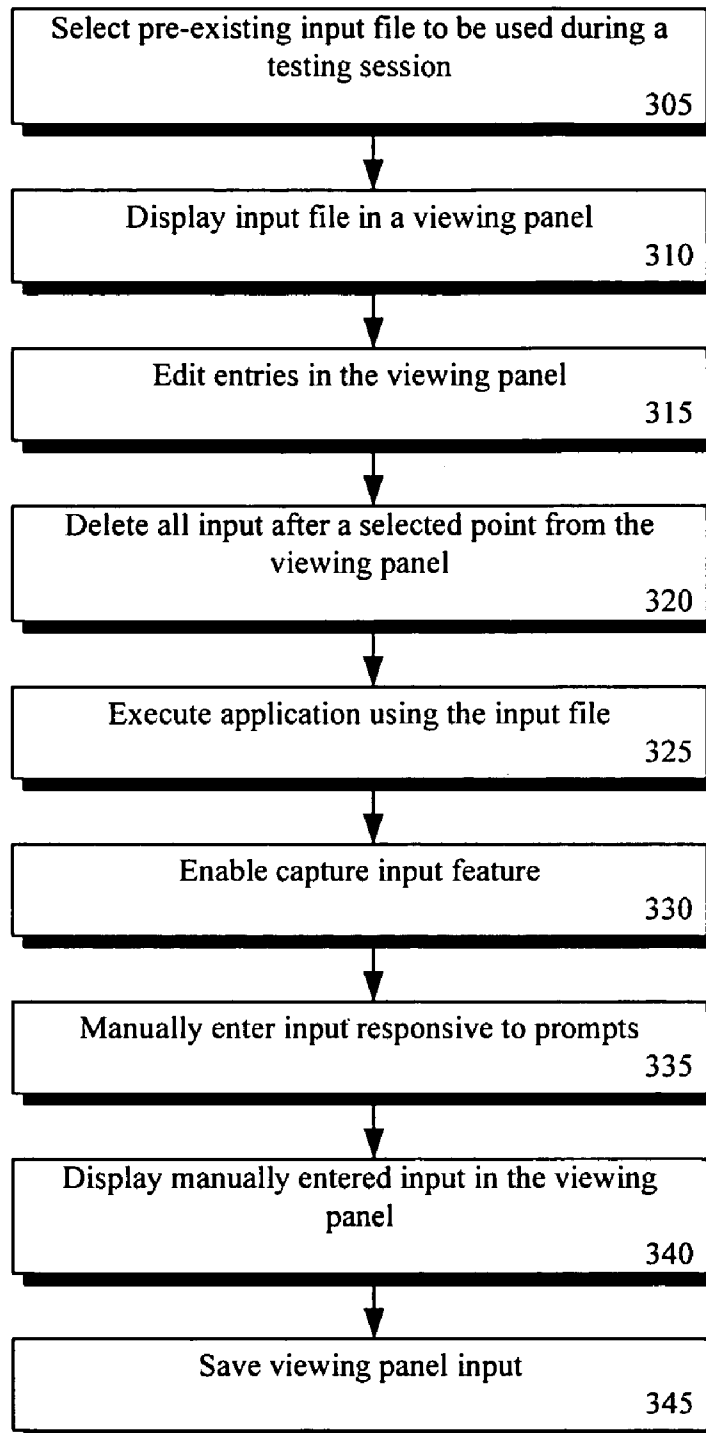 Select pre-existing input file to be used during a
testing session
305
Display input file in a viewing panel
310
Edit entries in the viewing panel
315
Delete all input after a selected point from the
viewing panel
320
Execute application using the input file
325
Enable capture input feature
330
Manually enter input responsive to prompts
335
Display manually entered input in the viewing
panel
340
Save viewing panel input
345